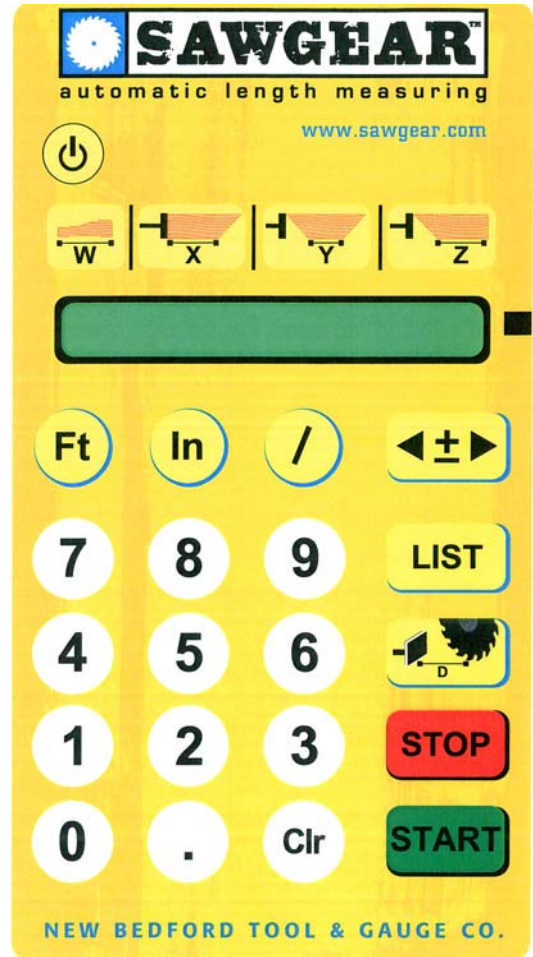 SAWGEAR™
automatic length measuring
www.sawgear.com
W X Y Z
Ft In /
◀±▶
7 8 9 LIST
4 5 6 D
1 2 3 STOP
0 . Clr START
NEW BEDFORD TOOL & GAUGE CO.